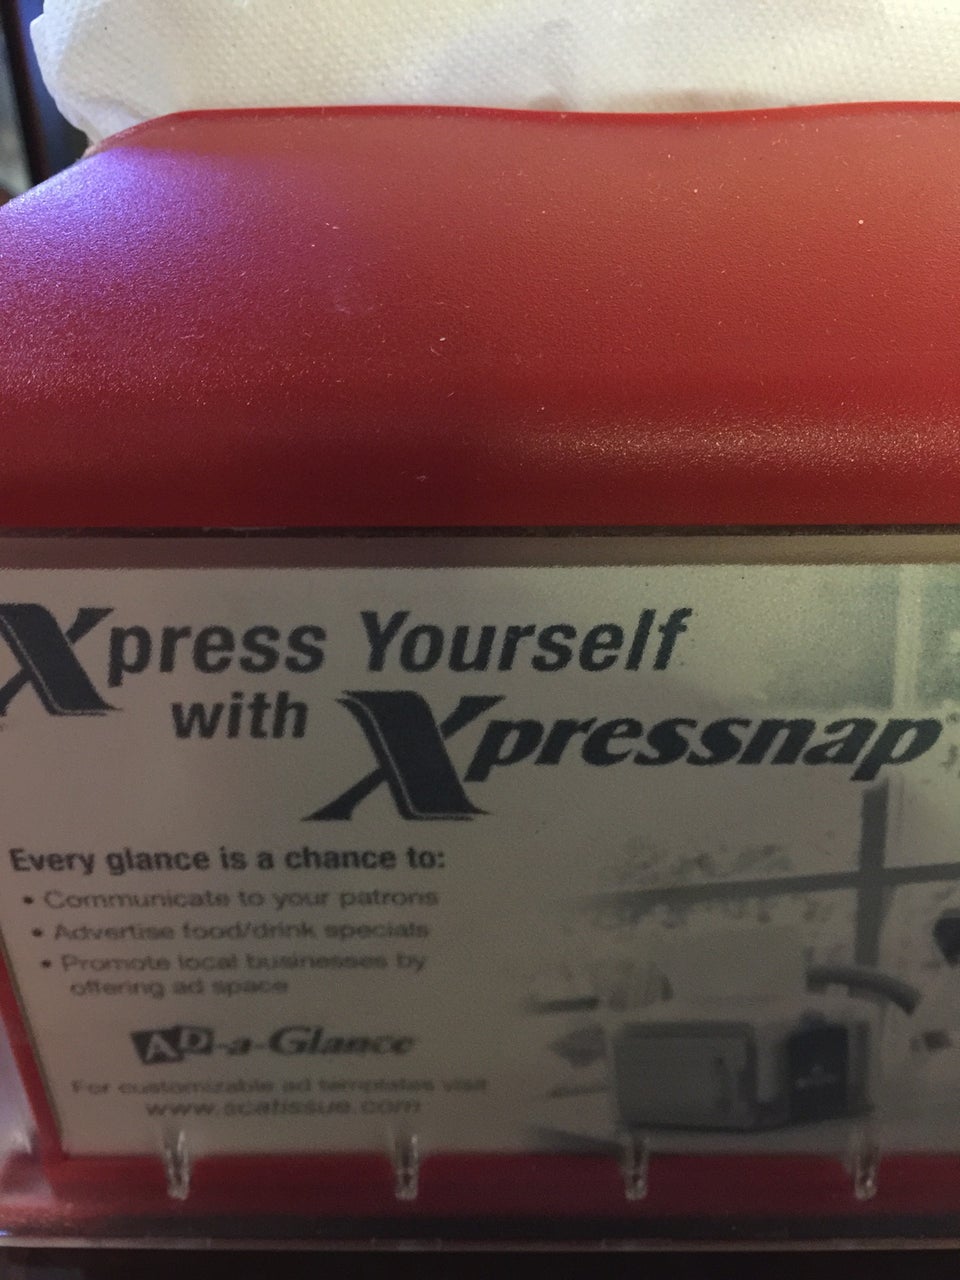 Xpress Yourself
with Xpressnap®
Every glance is a chance to:
• Communicate to your patrons
• Advertise food/drink specials
• Promote local businesses by
offering ad space
AD-a-Glance
For customizable ad templates visit
www.scatissue.com